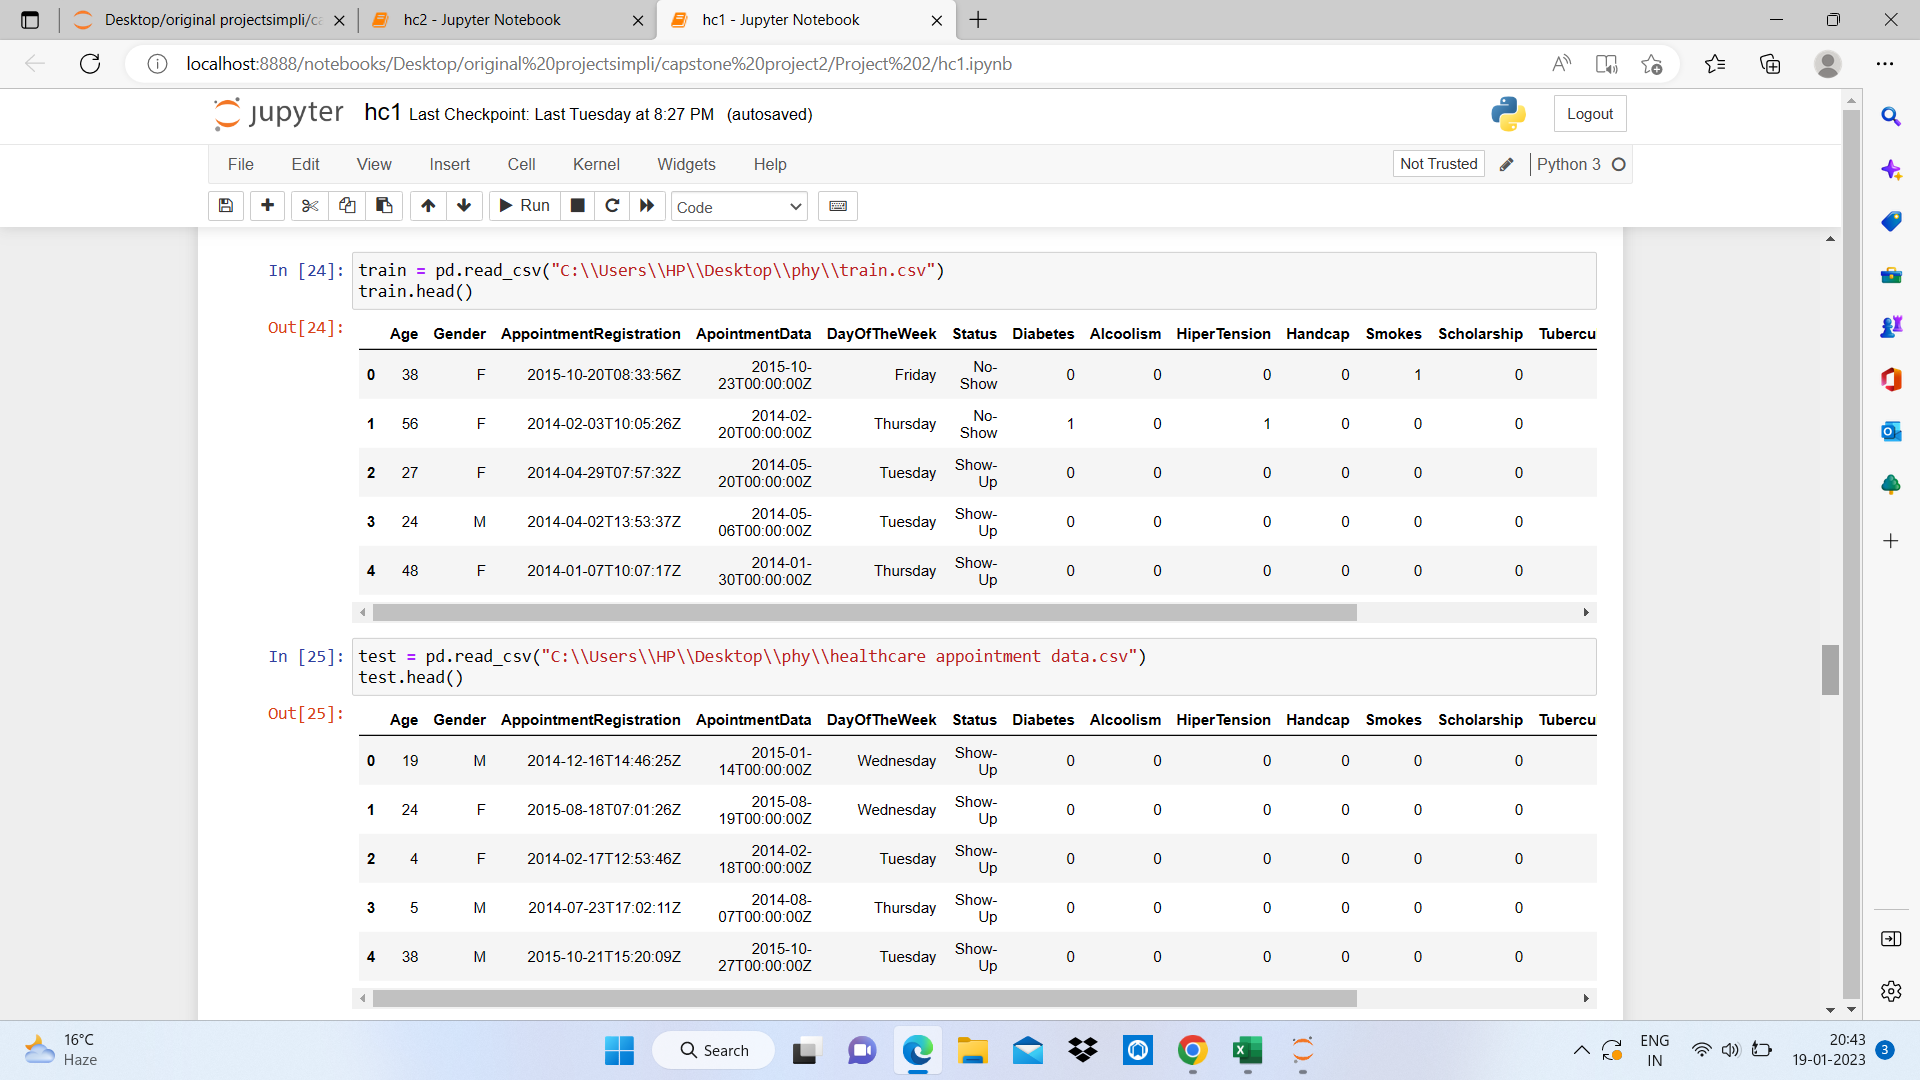 Desktop/original projectsimpli/ca
hc2 - Jupyter Notebook
hc1 - Jupyter Notebook
localhost:8888/notebooks/Desktop/original%20projectsimpli/capstone%20project2/Project%202/hc1.ipynb
jupyter hc1 Last Checkpoint: Last Tuesday at 8:27 PM (autosaved)
Logout
File Edit View Insert Cell Kernel Widgets Help
Not Trusted Python 3
Run Code
In [24]: train = pd.read_csv("C:\\Users\\HP\\Desktop\\phy\\train.csv")
train.head()
Out[24]:
Age Gender AppointmentRegistration ApointmentData DayOfTheWeek Status Diabetes Alcoolism HiperTension Handcap Smokes Scholarship Tubercu
0 38 F 2015-10-20T08:33:56Z 2015-10-23T00:00:00Z Friday No-Show 0 0 0 0 1 0
1 56 F 2014-02-03T10:05:26Z 2014-02-20T00:00:00Z Thursday No-Show 1 0 1 0 0 0
2 27 F 2014-04-29T07:57:32Z 2014-05-20T00:00:00Z Tuesday Show-Up 0 0 0 0 0 0
3 24 M 2014-04-02T13:53:37Z 2014-05-06T00:00:00Z Tuesday Show-Up 0 0 0 0 0 0
4 48 F 2014-01-07T10:07:17Z 2014-01-30T00:00:00Z Thursday Show-Up 0 0 0 0 0 0
In [25]: test = pd.read_csv("C:\\Users\\HP\\Desktop\\phy\\healthcare appointment data.csv")
test.head()
Out[25]:
Age Gender AppointmentRegistration ApointmentData DayOfTheWeek Status Diabetes Alcoolism HiperTension Handcap Smokes Scholarship Tubercu
0 19 M 2014-12-16T14:46:25Z 2015-01-14T00:00:00Z Wednesday Show-Up 0 0 0 0 0 0
1 24 F 2015-08-18T07:01:26Z 2015-08-19T00:00:00Z Wednesday Show-Up 0 0 0 0 0 0
2 4 F 2014-02-17T12:53:46Z 2014-02-18T00:00:00Z Tuesday Show-Up 0 0 0 0 0 0
3 5 M 2014-07-23T17:02:11Z 2014-08-07T00:00:00Z Thursday Show-Up 0 0 0 0 0 0
4 38 M 2015-10-21T15:20:09Z 2015-10-27T00:00:00Z Tuesday Show-Up 0 0 0 0 0 0
16°C
Haze
Search
ENG
IN
20:43
19-01-2023
3